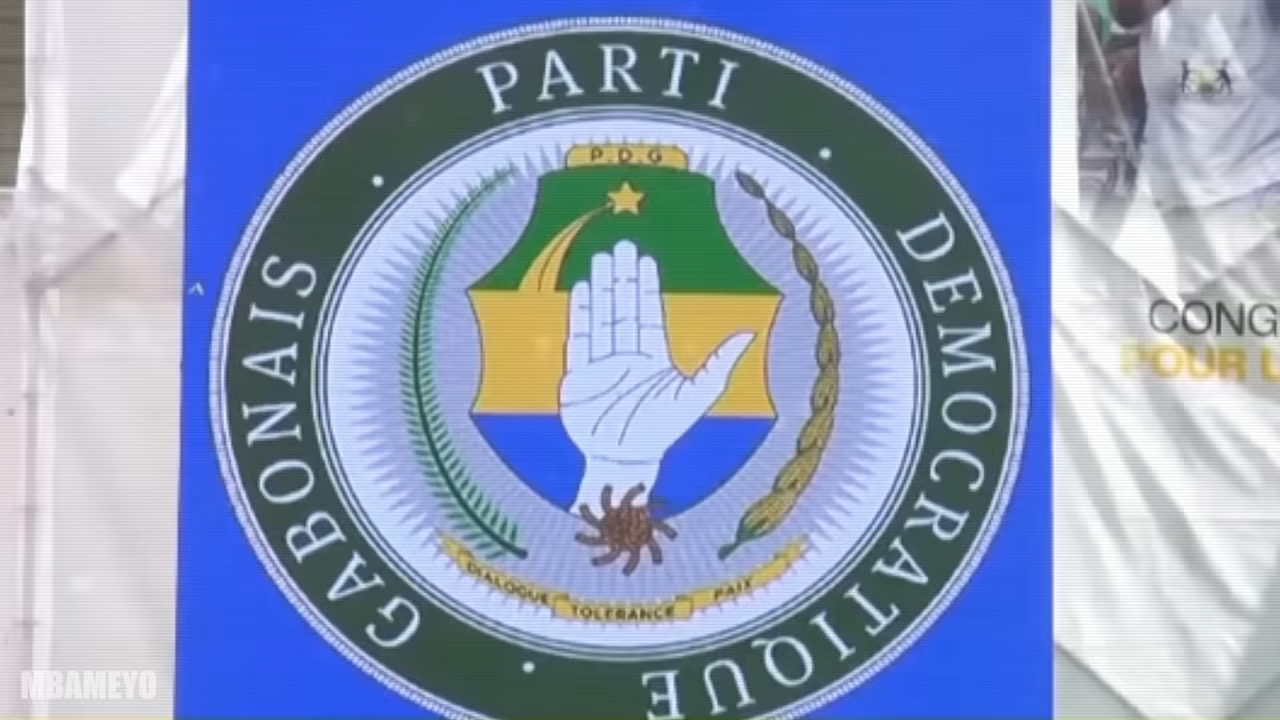 PARTI
DEMOCRATIQUE
GABONAIS
P.D.G
DIALOGUE
TOLERANCE
PAIX
CONG
POUR U
MBAMEYO